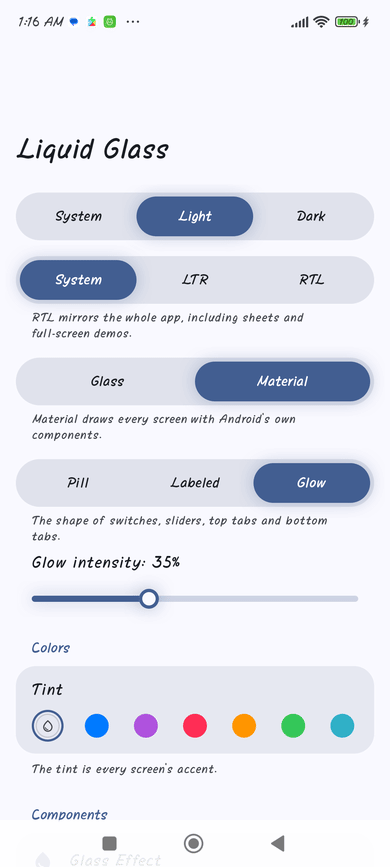 1:16 AM
100
Liquid Glass
System Light Dark
System LTR RTL
RTL mirrors the whole app, including sheets and
full-screen demos.
Glass Material
Material draws every screen with Android's own
components.
Pill Labeled Glow
The shape of switches, sliders, top tabs and bottom
tabs.
Glow intensity: 35%
Colors
Tint
The tint is every screen's accent.
Components
Glass Effect